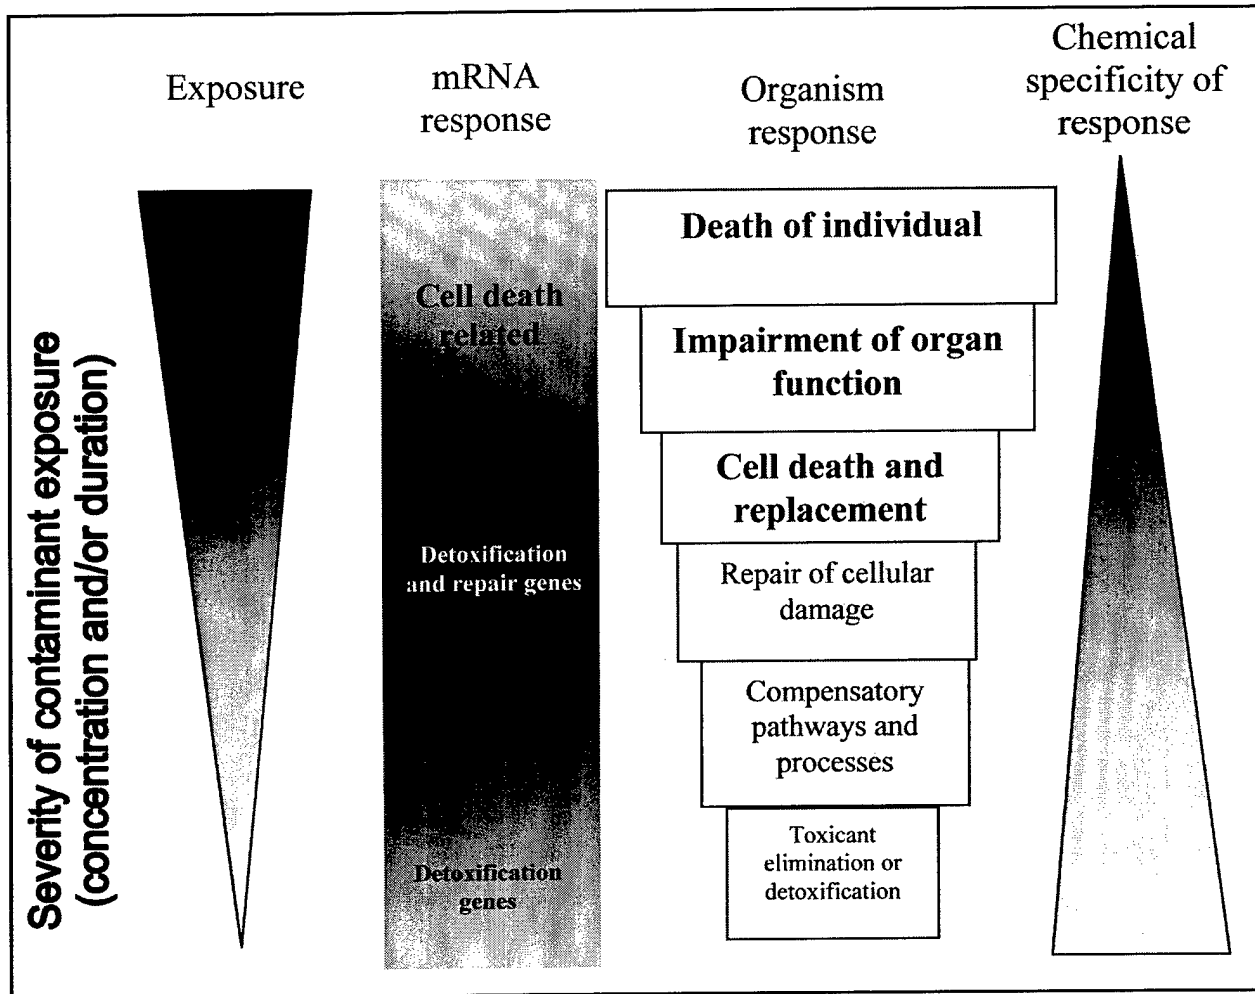 Exposure
mRNA
response
Organism
response
Chemical
specificity of
response
Severity of contaminant exposure
(concentration and/or duration)
Cell death
related
Detoxification
and repair genes
Detoxification
genes
Death of individual
Impairment of organ
function
Cell death and
replacement
Repair of cellular
damage
Compensatory
pathways and
processes
Toxicant
elimination or
detoxification